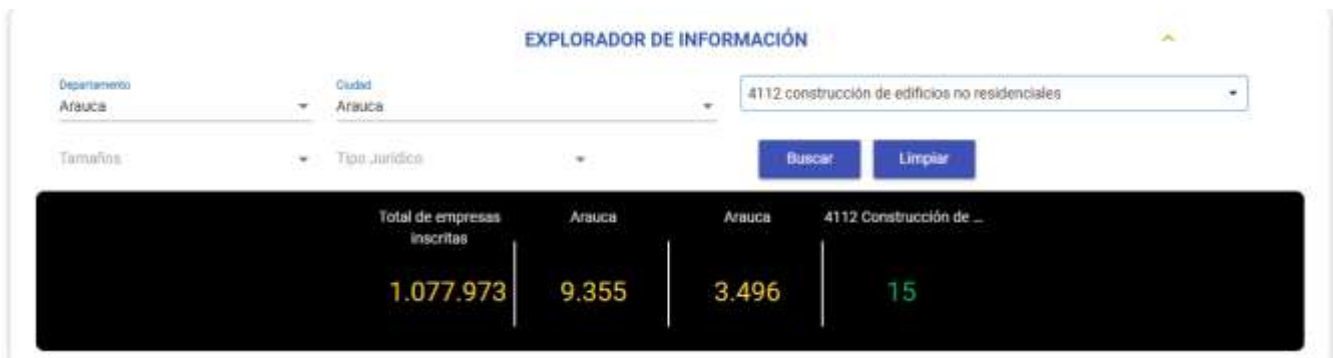 EXPLORADOR DE INFORMACIÓN
Departamento
Arauca
Ciudad
Arauca
4112 construcción de edificios no residenciales
Tamaños
Tipo Jurídico
Buscar
Limpiar
Total de empresas
inscritas
Arauca
Arauca
4112 Construcción de ...
1.077.973
9.355
3.496
15